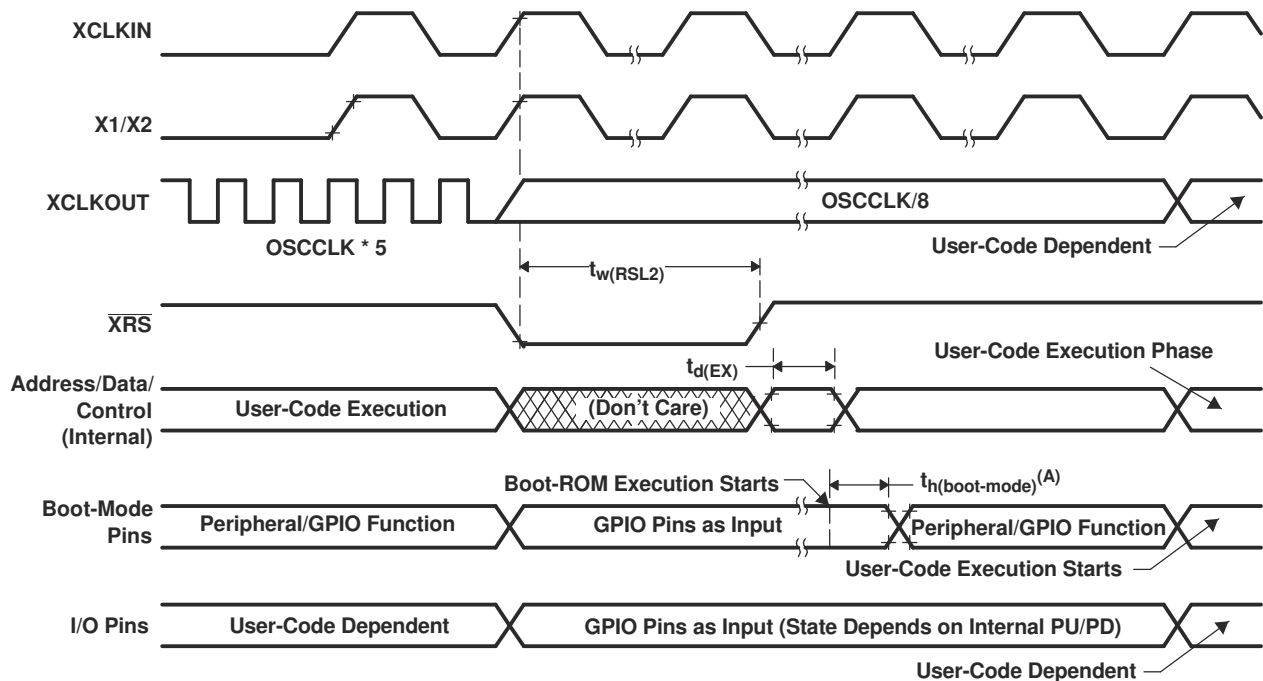 XCLKIN
X1/X2
XCLKOUT
OSCCLK/8
OSCCLK * 5
User-Code Dependent
tw(RSL2)
XRS
User-Code Execution Phase
td(EX)
Address/Data/
Control
(Internal)
User-Code Execution
(Don't Care)
Boot-ROM Execution Starts
th(boot-mode)(A)
Boot-Mode
Pins
Peripheral/GPIO Function
GPIO Pins as Input
Peripheral/GPIO Function
User-Code Execution Starts
I/O Pins
User-Code Dependent
GPIO Pins as Input (State Depends on Internal PU/PD)
User-Code Dependent